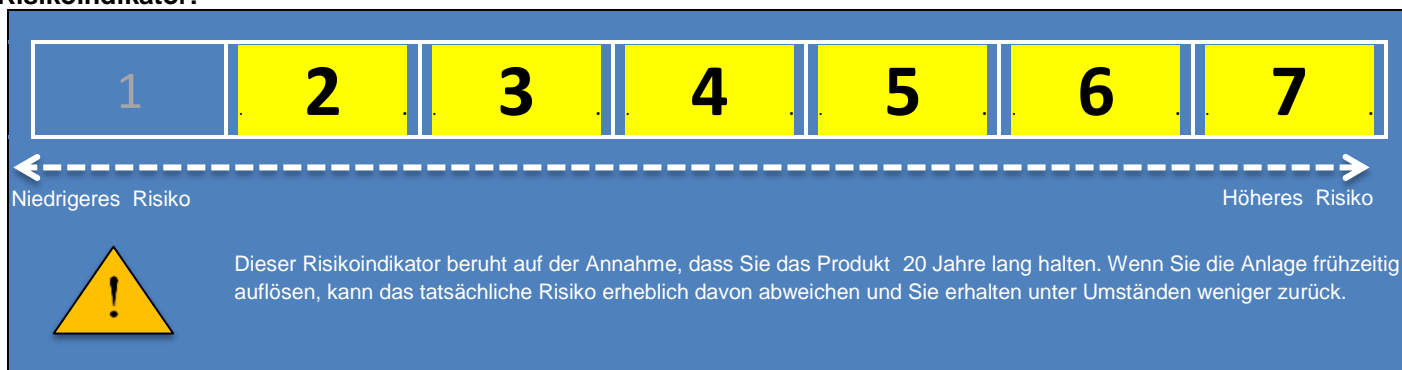 Risikoindikator:
1 2 3 4 5 6 7
Niedrigeres Risiko Höheres Risiko
!
Dieser Risikoindikator beruht auf der Annahme, dass Sie das Produkt 20 Jahre lang halten. Wenn Sie die Anlage frühzeitig
auflösen, kann das tatsächliche Risiko erheblich davon abweichen und Sie erhalten unter Umständen weniger zurück.